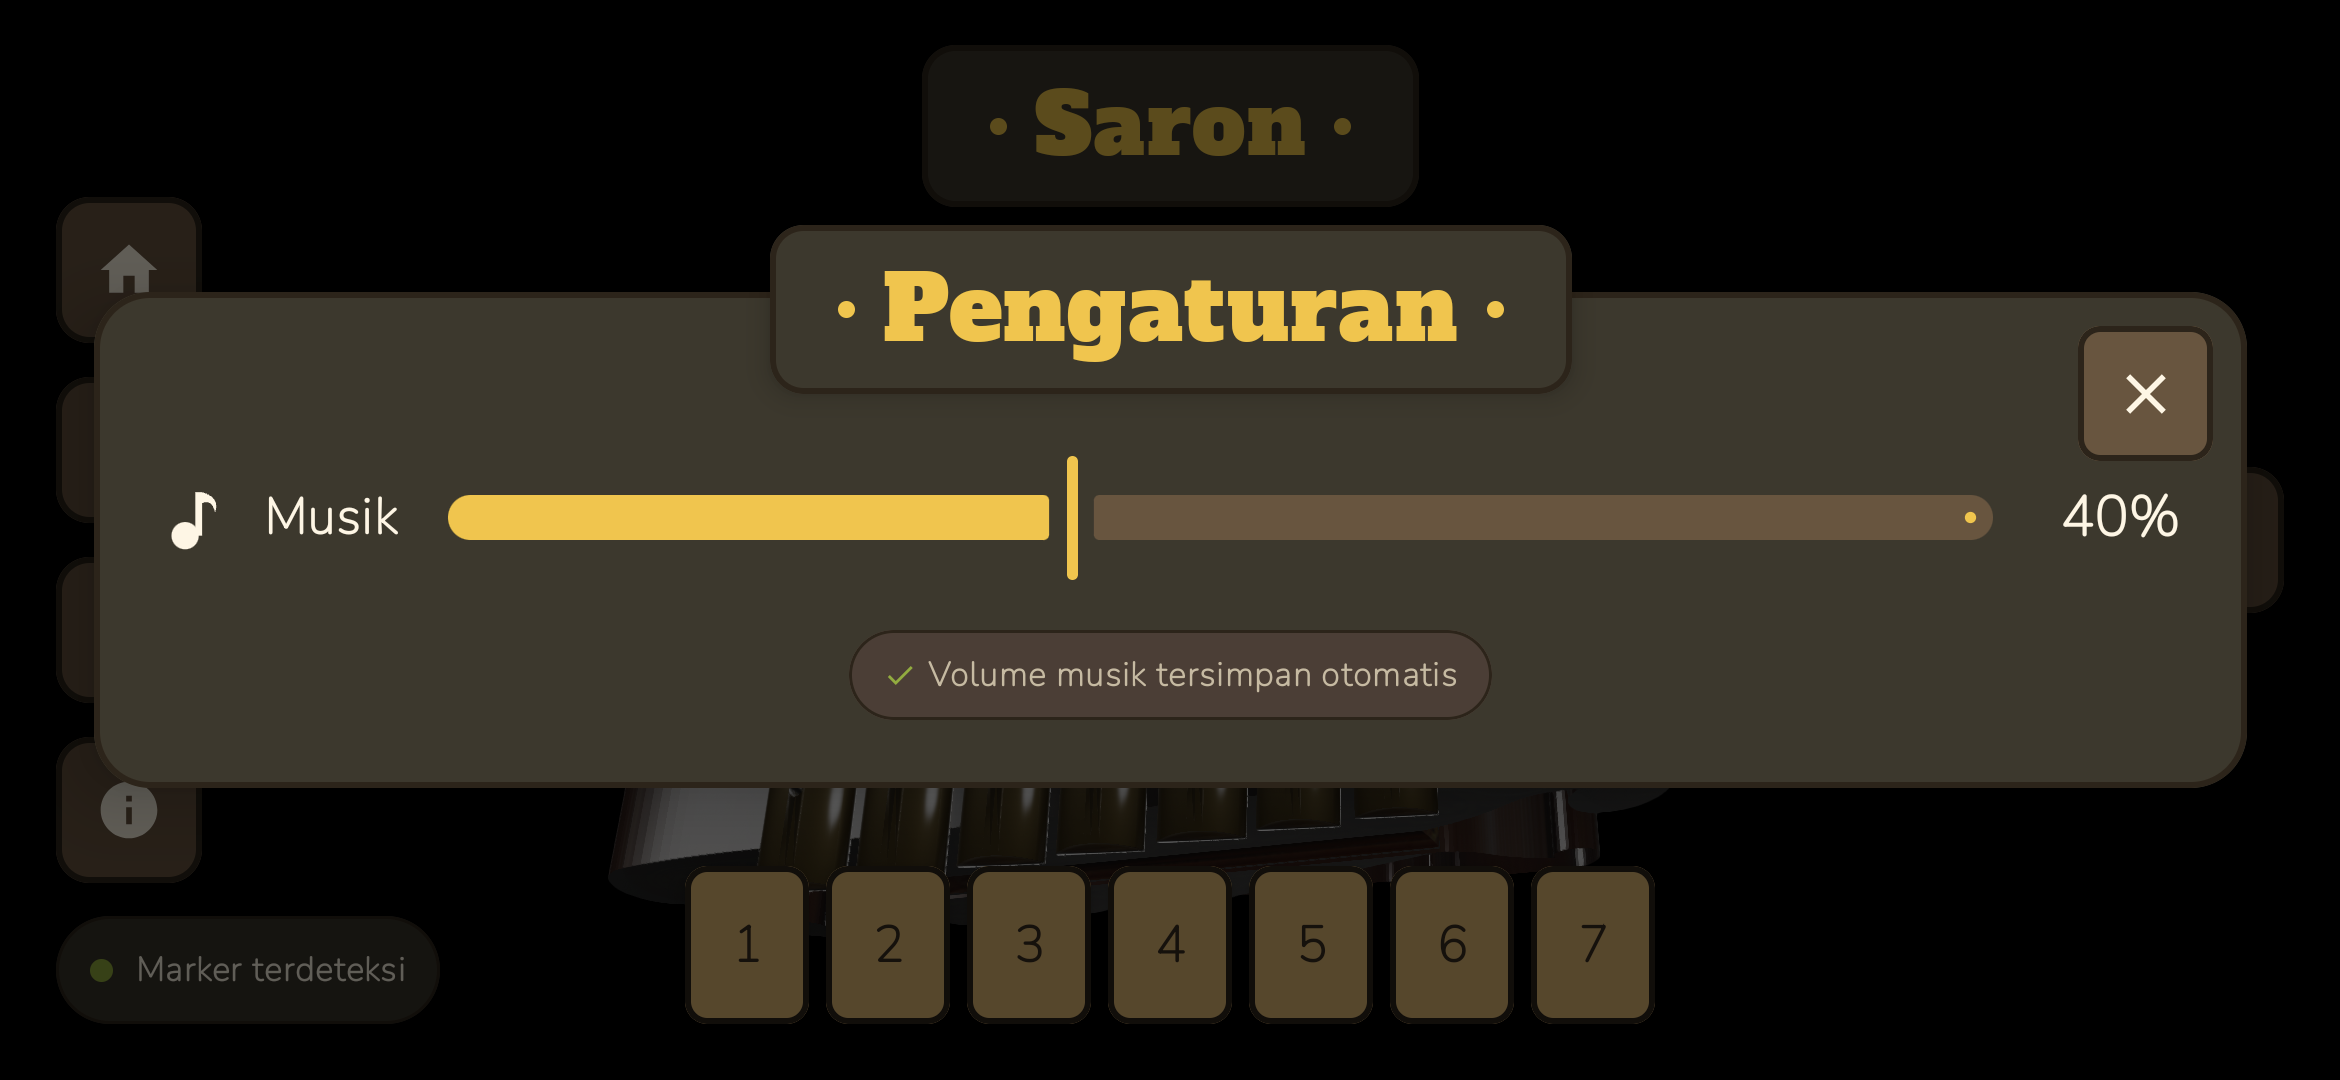 • Saron •
• Pengaturan •
Musik
40%
Volume musik tersimpan otomatis
1 2 3 4 5 6 7
Marker terdeteksi